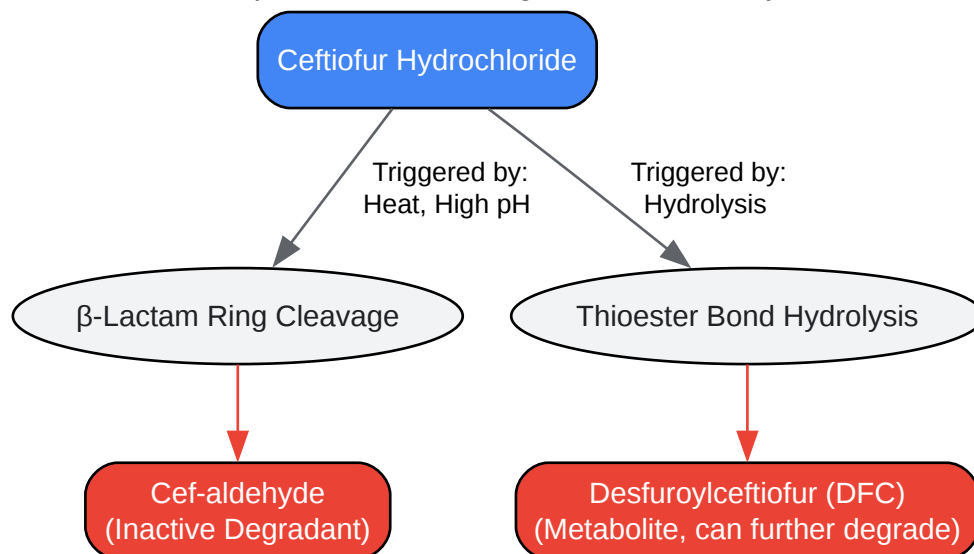 Ceftiofur Hydrochloride
Triggered by:
Heat, High pH
Triggered by:
Hydrolysis
β-Lactam Ring Cleavage
Thioester Bond Hydrolysis
Cef-aldehyde
(Inactive Degradant)
Desfuroylceftiofur (DFC)
(Metabolite, can further degrade)